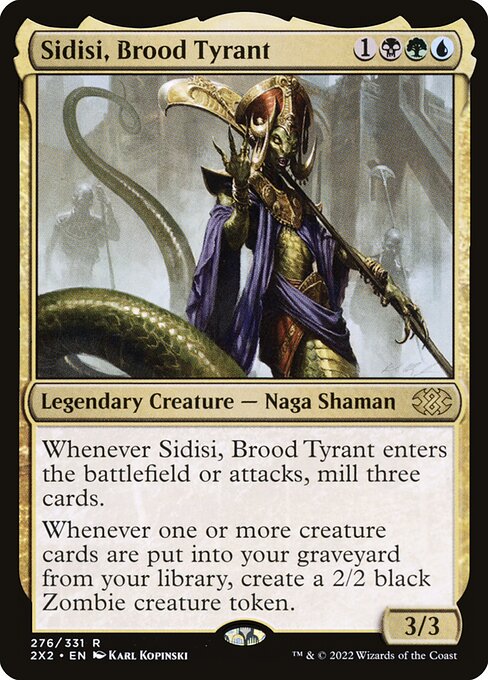 Sidisi, Brood Tyrant 1
Legendary Creature — Naga Shaman
Whenever Sidisi, Brood Tyrant enters
the battlefield or attacks, mill three
cards.
Whenever one or more creature
cards are put into your graveyard
from your library, create a 2/2 black
Zombie creature token.
3/3
276/331 R
2X2 • EN Karl Kopinski ™ & © 2022 Wizards of the Coast